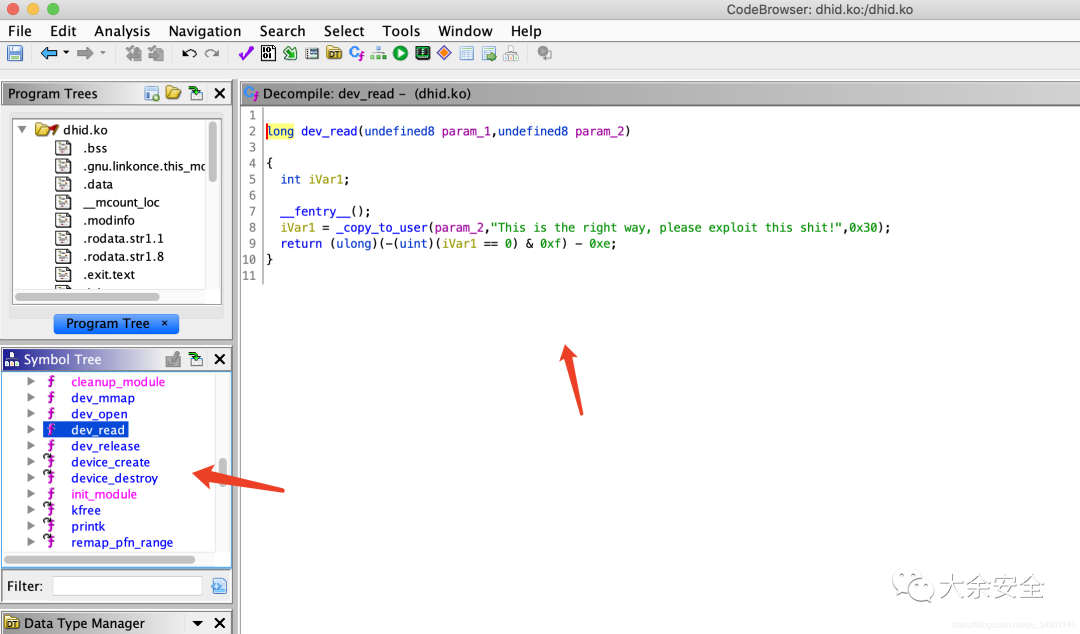 CodeBrowser: dhid.ko:/dhid.ko
File Edit Analysis Navigation Search Select Tools Window Help
Program Trees
dhid.ko
.bss
.gnu.linkonce.this_mo
.data
__mcount_loc
.modinfo
.rodata.str1.1
.rodata.str1.8
.exit.text
Program Tree ×
Symbol Tree
cleanup_module
dev_mmap
dev_open
dev_read
dev_release
device_create
device_destroy
init_module
kfree
printk
remap_pfn_range
Filter:
Data Type Manager
Decompile: dev_read – (dhid.ko)
1
2 long dev_read(undefined8 param_1,undefined8 param_2)
3
4 {
5 int iVar1;
6
7 __fentry__();
8 iVar1 = _copy_to_user(param_2,"This is the right way, please exploit this shit!",0x30);
9 return (ulong)(-(uint)(iVar1 == 0) & 0xf) - 0xe;
10 }
11
大余安全